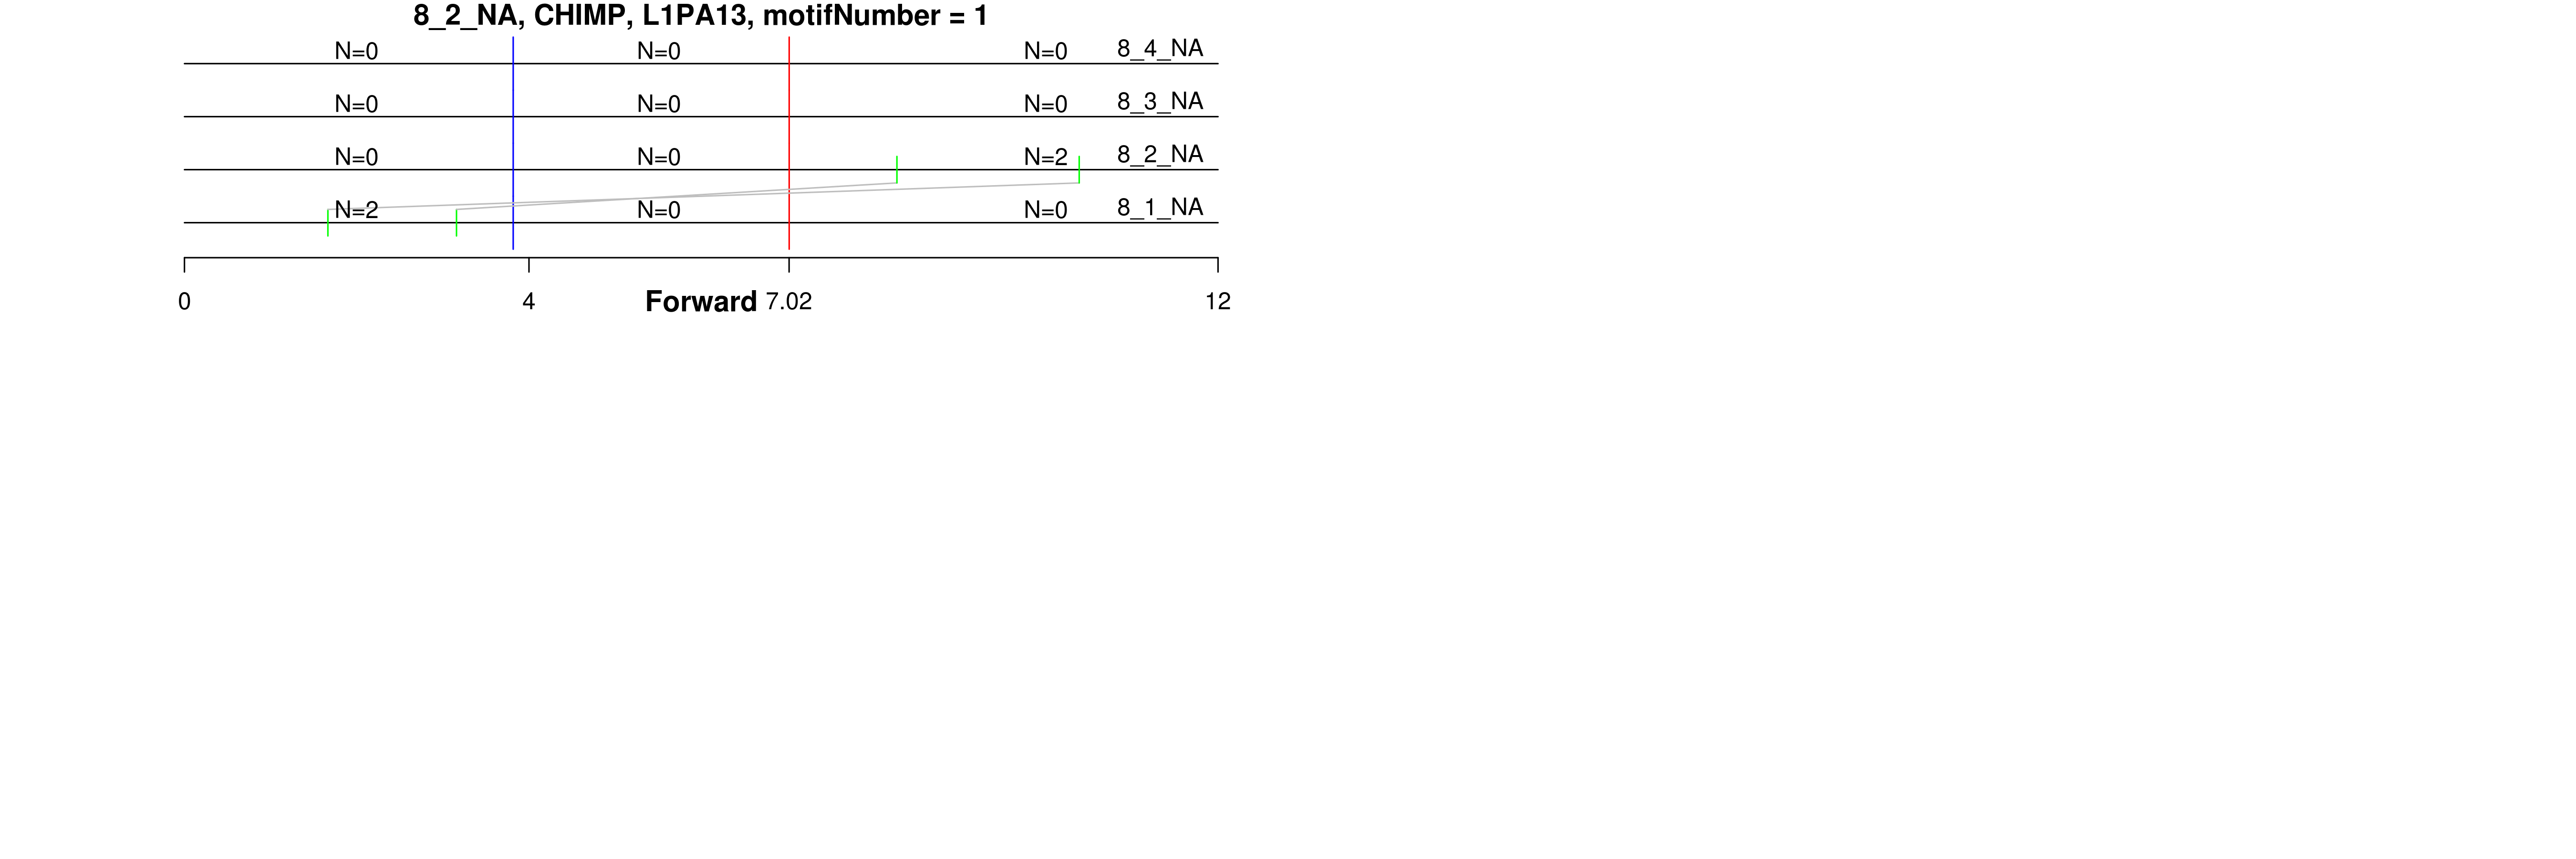 8_2_NA, CHIMP, L1PA13, motifNumber = 1
N=0 N=0 N=0 8_4_NA
N=0 N=0 N=0 8_3_NA
N=0 N=0 N=2 8_2_NA
N=2 N=0 N=0 8_1_NA
0 4 Forward 7.02 12